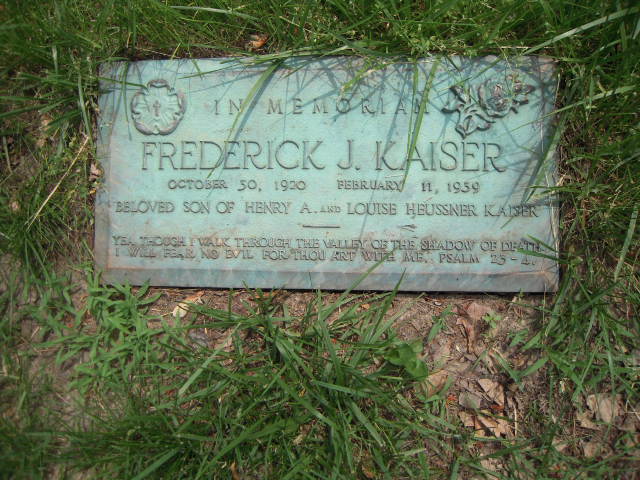 IN MEMORIAM
FREDERICK J. KAISER
OCTOBER 30, 1920 FEBRUARY 11, 1959
BELOVED SON OF HENRY A. AND LOUISE HEUSSNER KAISER
YEA, THOUGH I WALK THROUGH THE VALLEY OF THE SHADOW OF DEATH
I WILL FEAR NO EVIL FOR THOU ART WITH ME. PSALM 23-4.